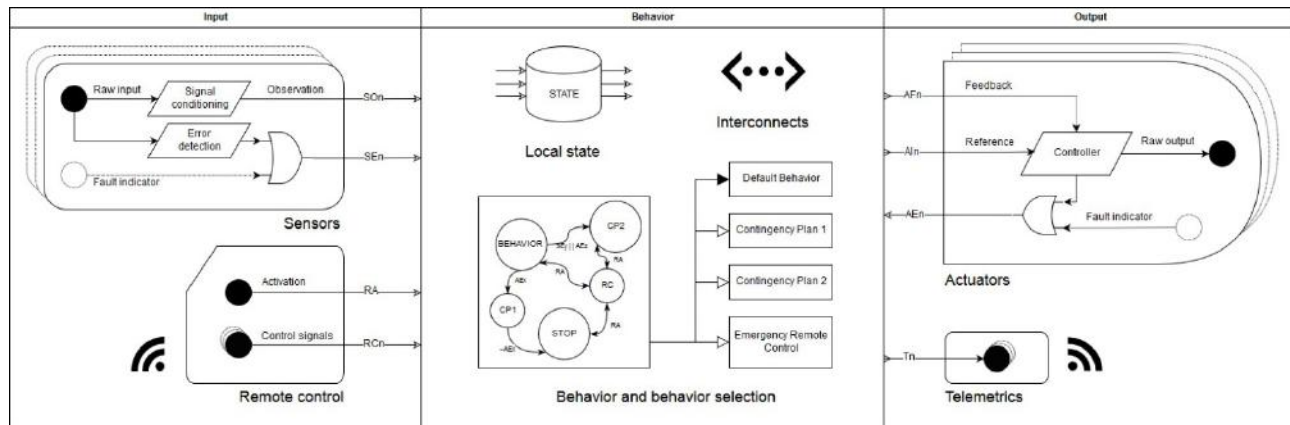 Input
Behavior
Output
Raw input
Signal
conditioning
Observation
SOn
Error
detection
SEn
Fault indicator
Sensors
Activation
RA
Control signals
RCn
Remote control
STATE
Local state
Interconnects
BEHAVIOR
CP2
RA
RA
RC
AEt
CP1
STOP
RA
Default Behavior
Contingency Plan 1
Contingency Plan 2
Emergency Remote
Control
Behavior and behavior selection
AFn
Feedback
AIn
Reference
Controller
Raw output
AEn
Fault indicator
Actuators
Tn
Telemetrics